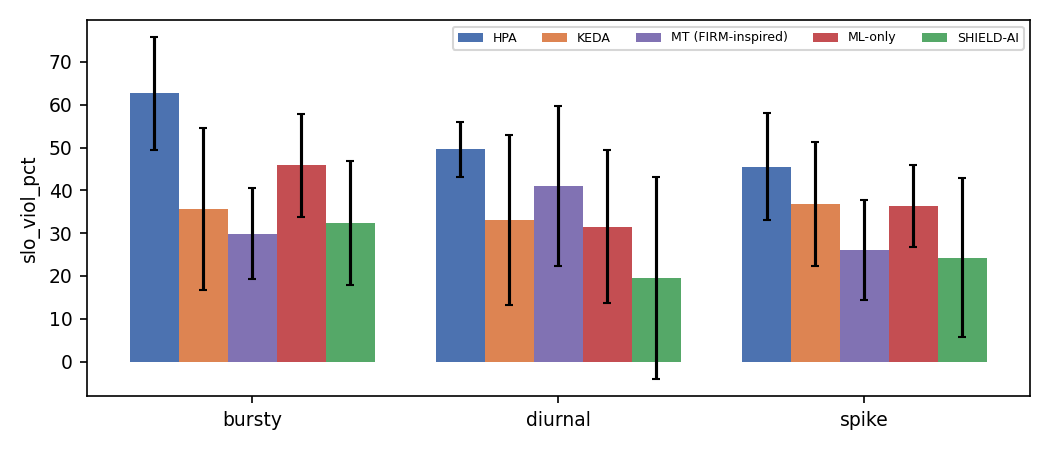 HPA KEDA MT (FIRM-inspired) ML-only SHIELD-AI
slo_viol_pct
70
60
50
40
30
20
10
0
bursty diurnal spike